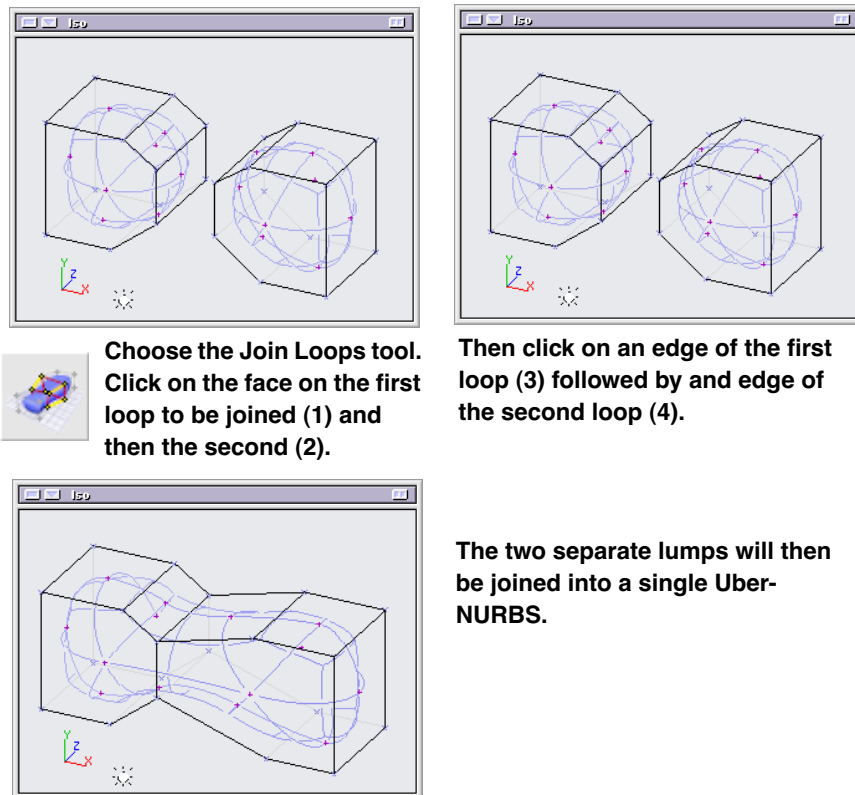 Iso
Iso
Y
Z
X
Y
Z
X
Choose the Join Loops tool.
Click on the face on the first
loop to be joined (1) and
then the second (2).
Then click on an edge of the first
loop (3) followed by and edge of
the second loop (4).
Iso
Y
Z
X
The two separate lumps will then
be joined into a single Uber-
NURBS.